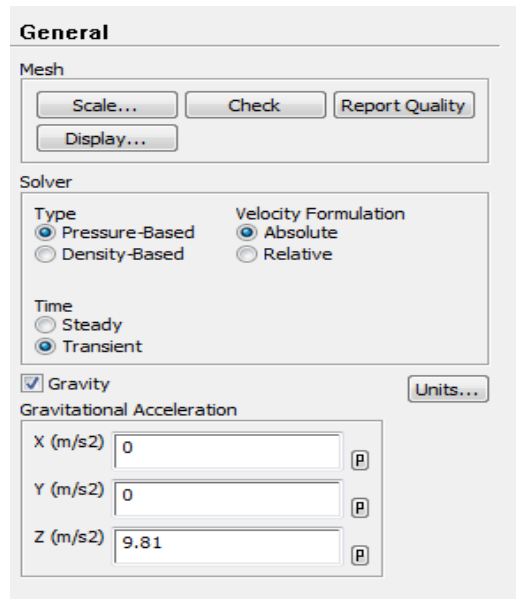 General
Mesh
Scale... Check Report Quality
Display...
Solver
Type Velocity Formulation
Pressure-Based Absolute
Density-Based Relative
Time
Steady
Transient
Gravity Units...
Gravitational Acceleration
X (m/s2) 0 P
Y (m/s2) 0 P
Z (m/s2) 9.81 P